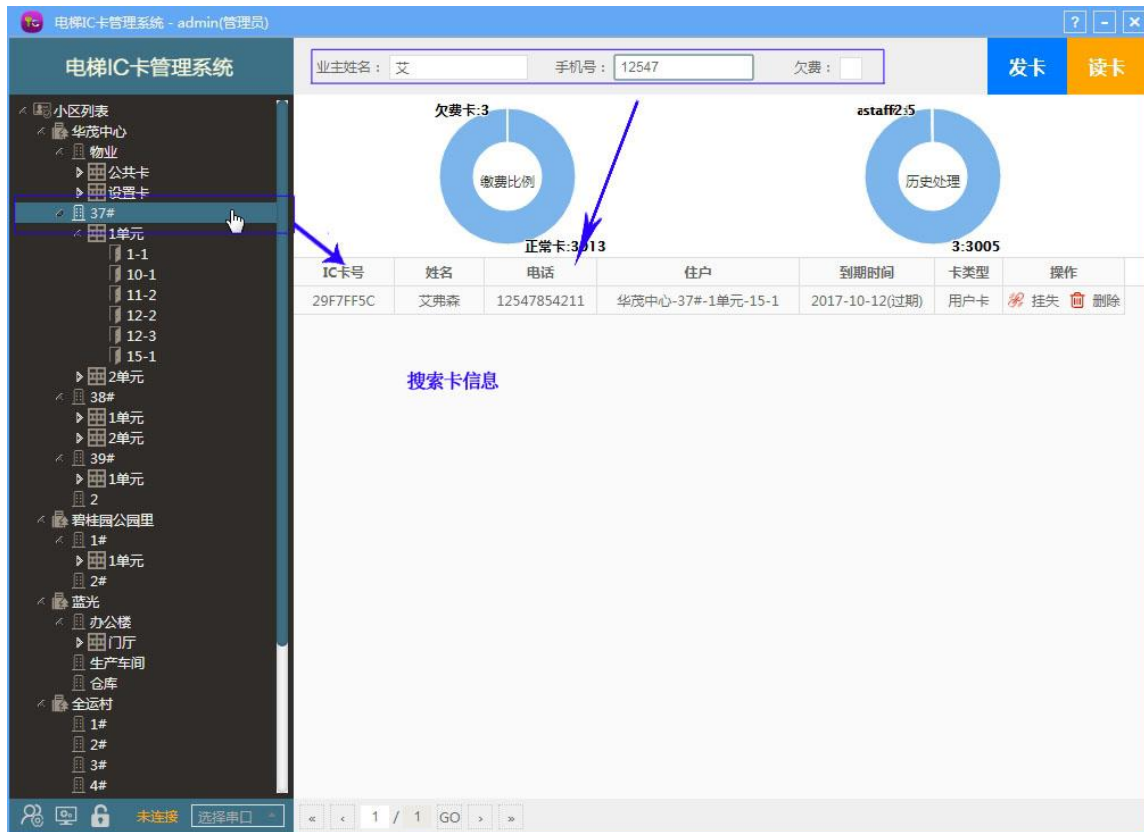 电梯IC卡管理系统 - admin(管理员)
? - ×
电梯IC卡管理系统
业主姓名： 艾 手机号： 12547 欠费：
发卡 读卡
小区列表
华茂中心
物业
公共卡
设置卡
37#
1单元
1-1
10-1
11-2
12-2
12-3
15-1
2单元
38#
1单元
2单元
39#
1单元
2
碧桂园公园里
1#
1单元
2#
蓝光
办公楼
门厅
生产车间
仓库
全运村
1#
2#
3#
4#
未连接 选择串口
欠费卡:3
缴费比例
正常卡:3013
历史处理
3:3005
IC卡号 姓名 电话 住户 到期时间 卡类型 操作
29F7FF5C 艾弗森 12547854211 华茂中心-37#-1单元-15-1 2017-10-12(过期) 用户卡 挂失 删除
搜索卡信息
« ‹ 1 / 1 GO › »